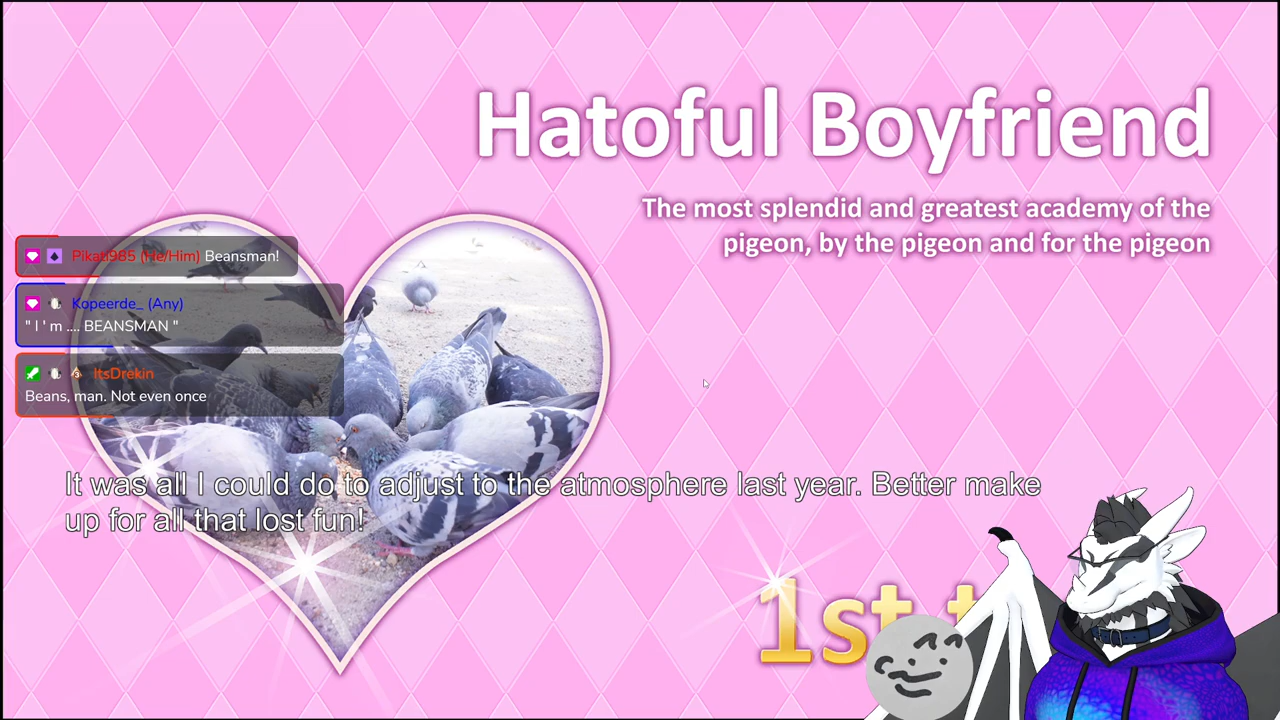 Hatoful Boyfriend
The most splendid and greatest academy of the
pigeon, by the pigeon and for the pigeon
Pikati985 (He/Him) Beansman!
Kopeerde_ (Any)
" I ' m .... BEANSMAN "
ItsDrekin
Beans, man. Not even once
It was all I could do to adjust to the atmosphere last year. Better make
up for all that lost fun!
1st t